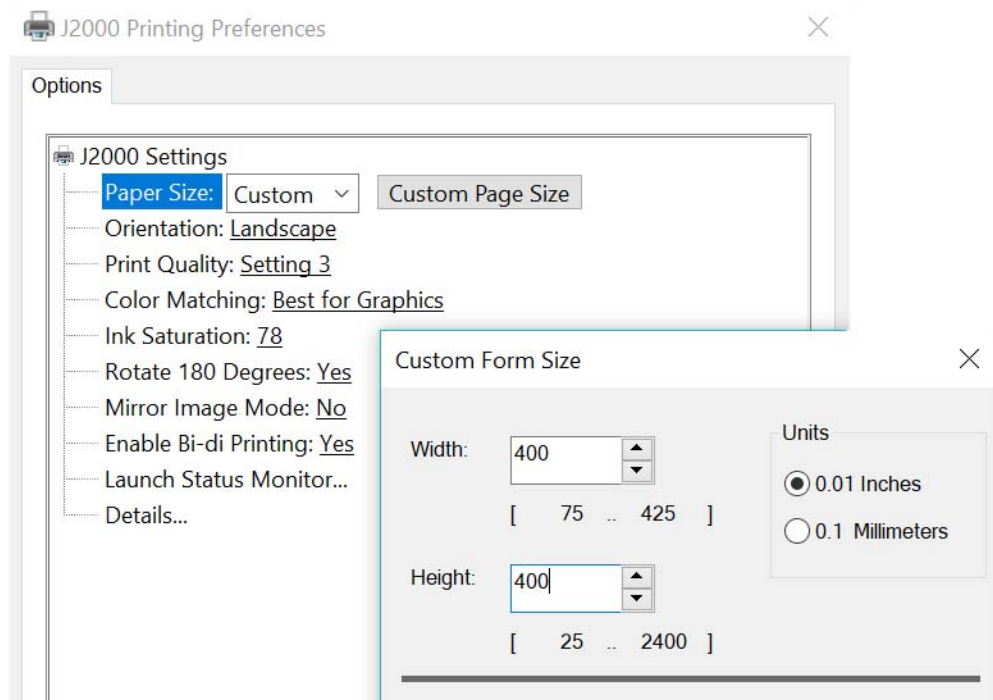 J2000 Printing Preferences
Options
J2000 Settings
Paper Size: Custom Custom Page Size
Orientation: Landscape
Print Quality: Setting 3
Color Matching: Best for Graphics
Ink Saturation: 78
Rotate 180 Degrees: Yes
Mirror Image Mode: No
Enable Bi-di Printing: Yes
Launch Status Monitor...
Details...
Custom Form Size
Width: 400
[ 75 .. 425 ]
Height: 400
[ 25 .. 2400 ]
Units
0.01 Inches
0.1 Millimeters